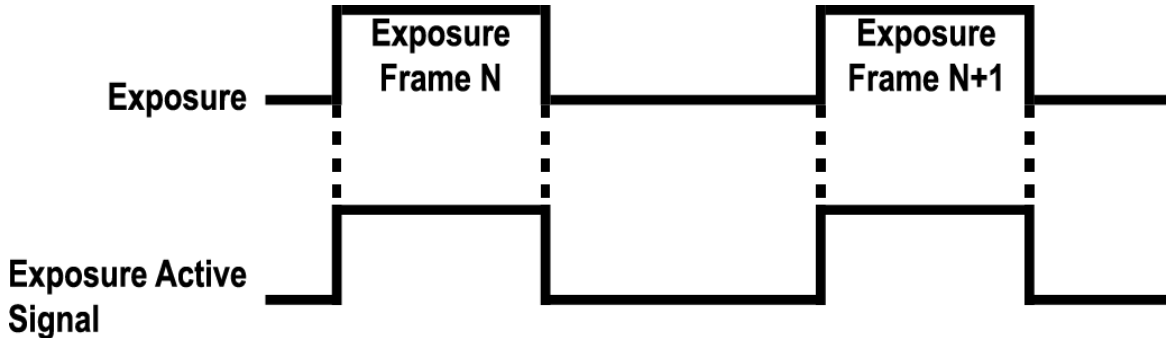 Exposure
Frame N
Exposure
Frame N+1
Exposure
Exposure Active
Signal